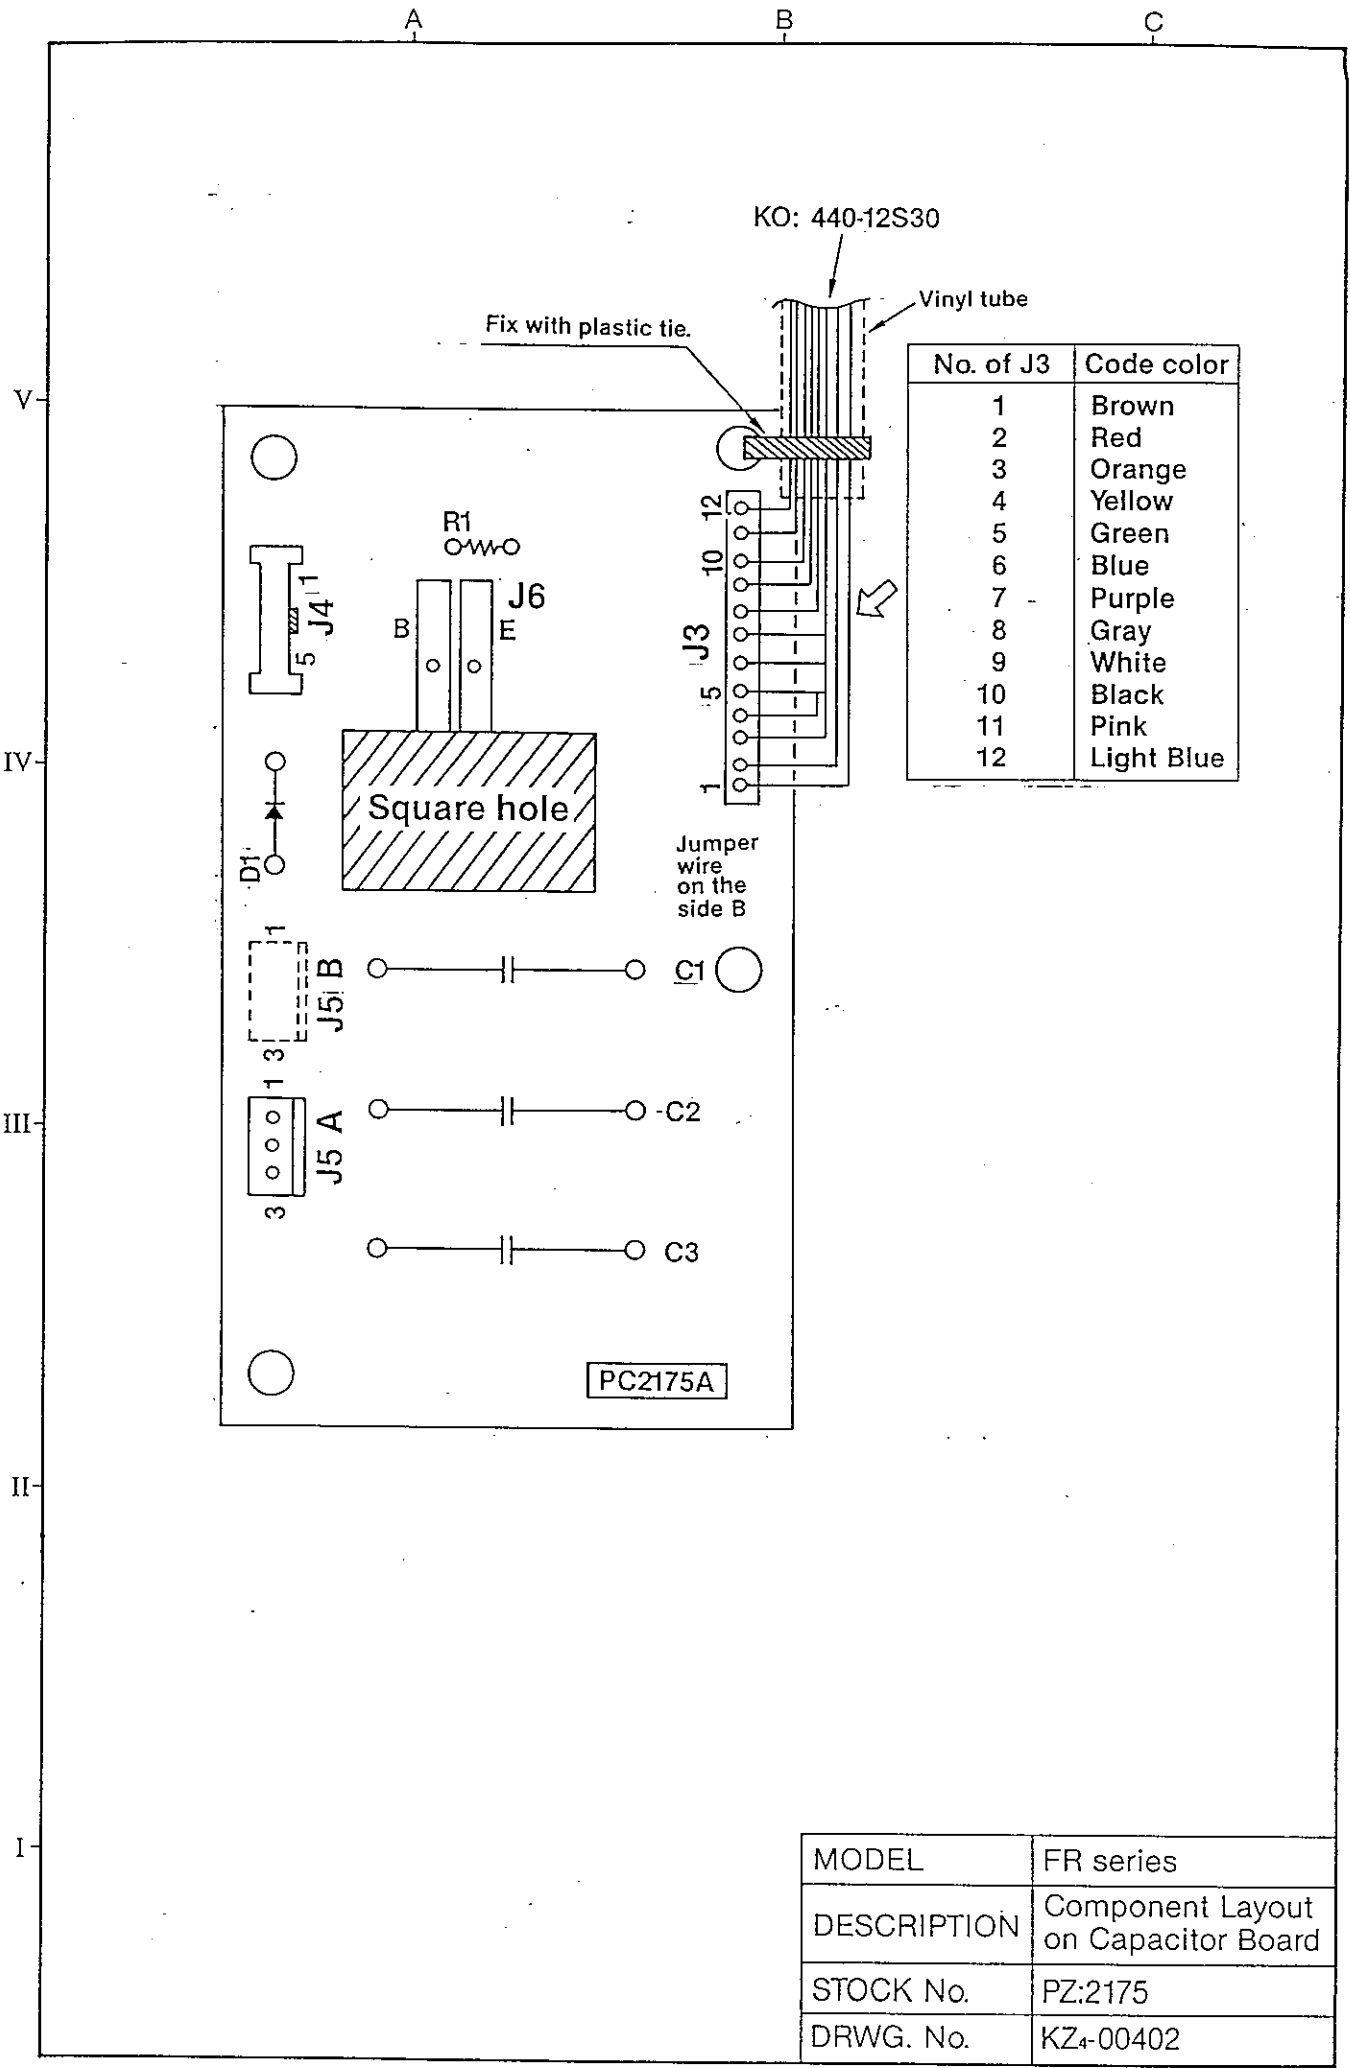 A B C
KO: 440-12S30
Vinyl tube
Fix with plastic tie.
No. of J3 Code color
1 Brown
2 Red
3 Orange
4 Yellow
5 Green
6 Blue
7 Purple
8 Gray
9 White
10 Black
11 Pink
12 Light Blue
V
IV
III
II
I
R1
J6
B
E
1
J4
5
12
10
J3
5
1
Square hole
D1
Jumper
wire
on the
side B
1
J5 B
3
C1
1
J5 A
3
C2
C3
PC2175A
MODEL FR series
DESCRIPTION Component Layout
on Capacitor Board
STOCK No. PZ:2175
DRWG. No. KZ4-00402